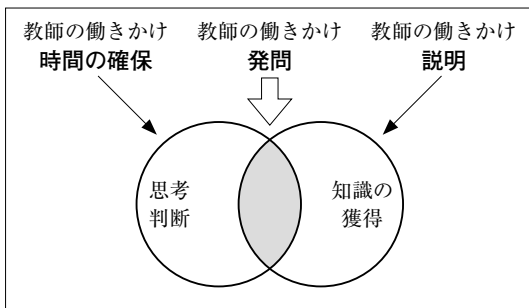 教師の働きかけ
時間の確保
教師の働きかけ
発問
教師の働きかけ
説明
思考
判断
知識の
獲得